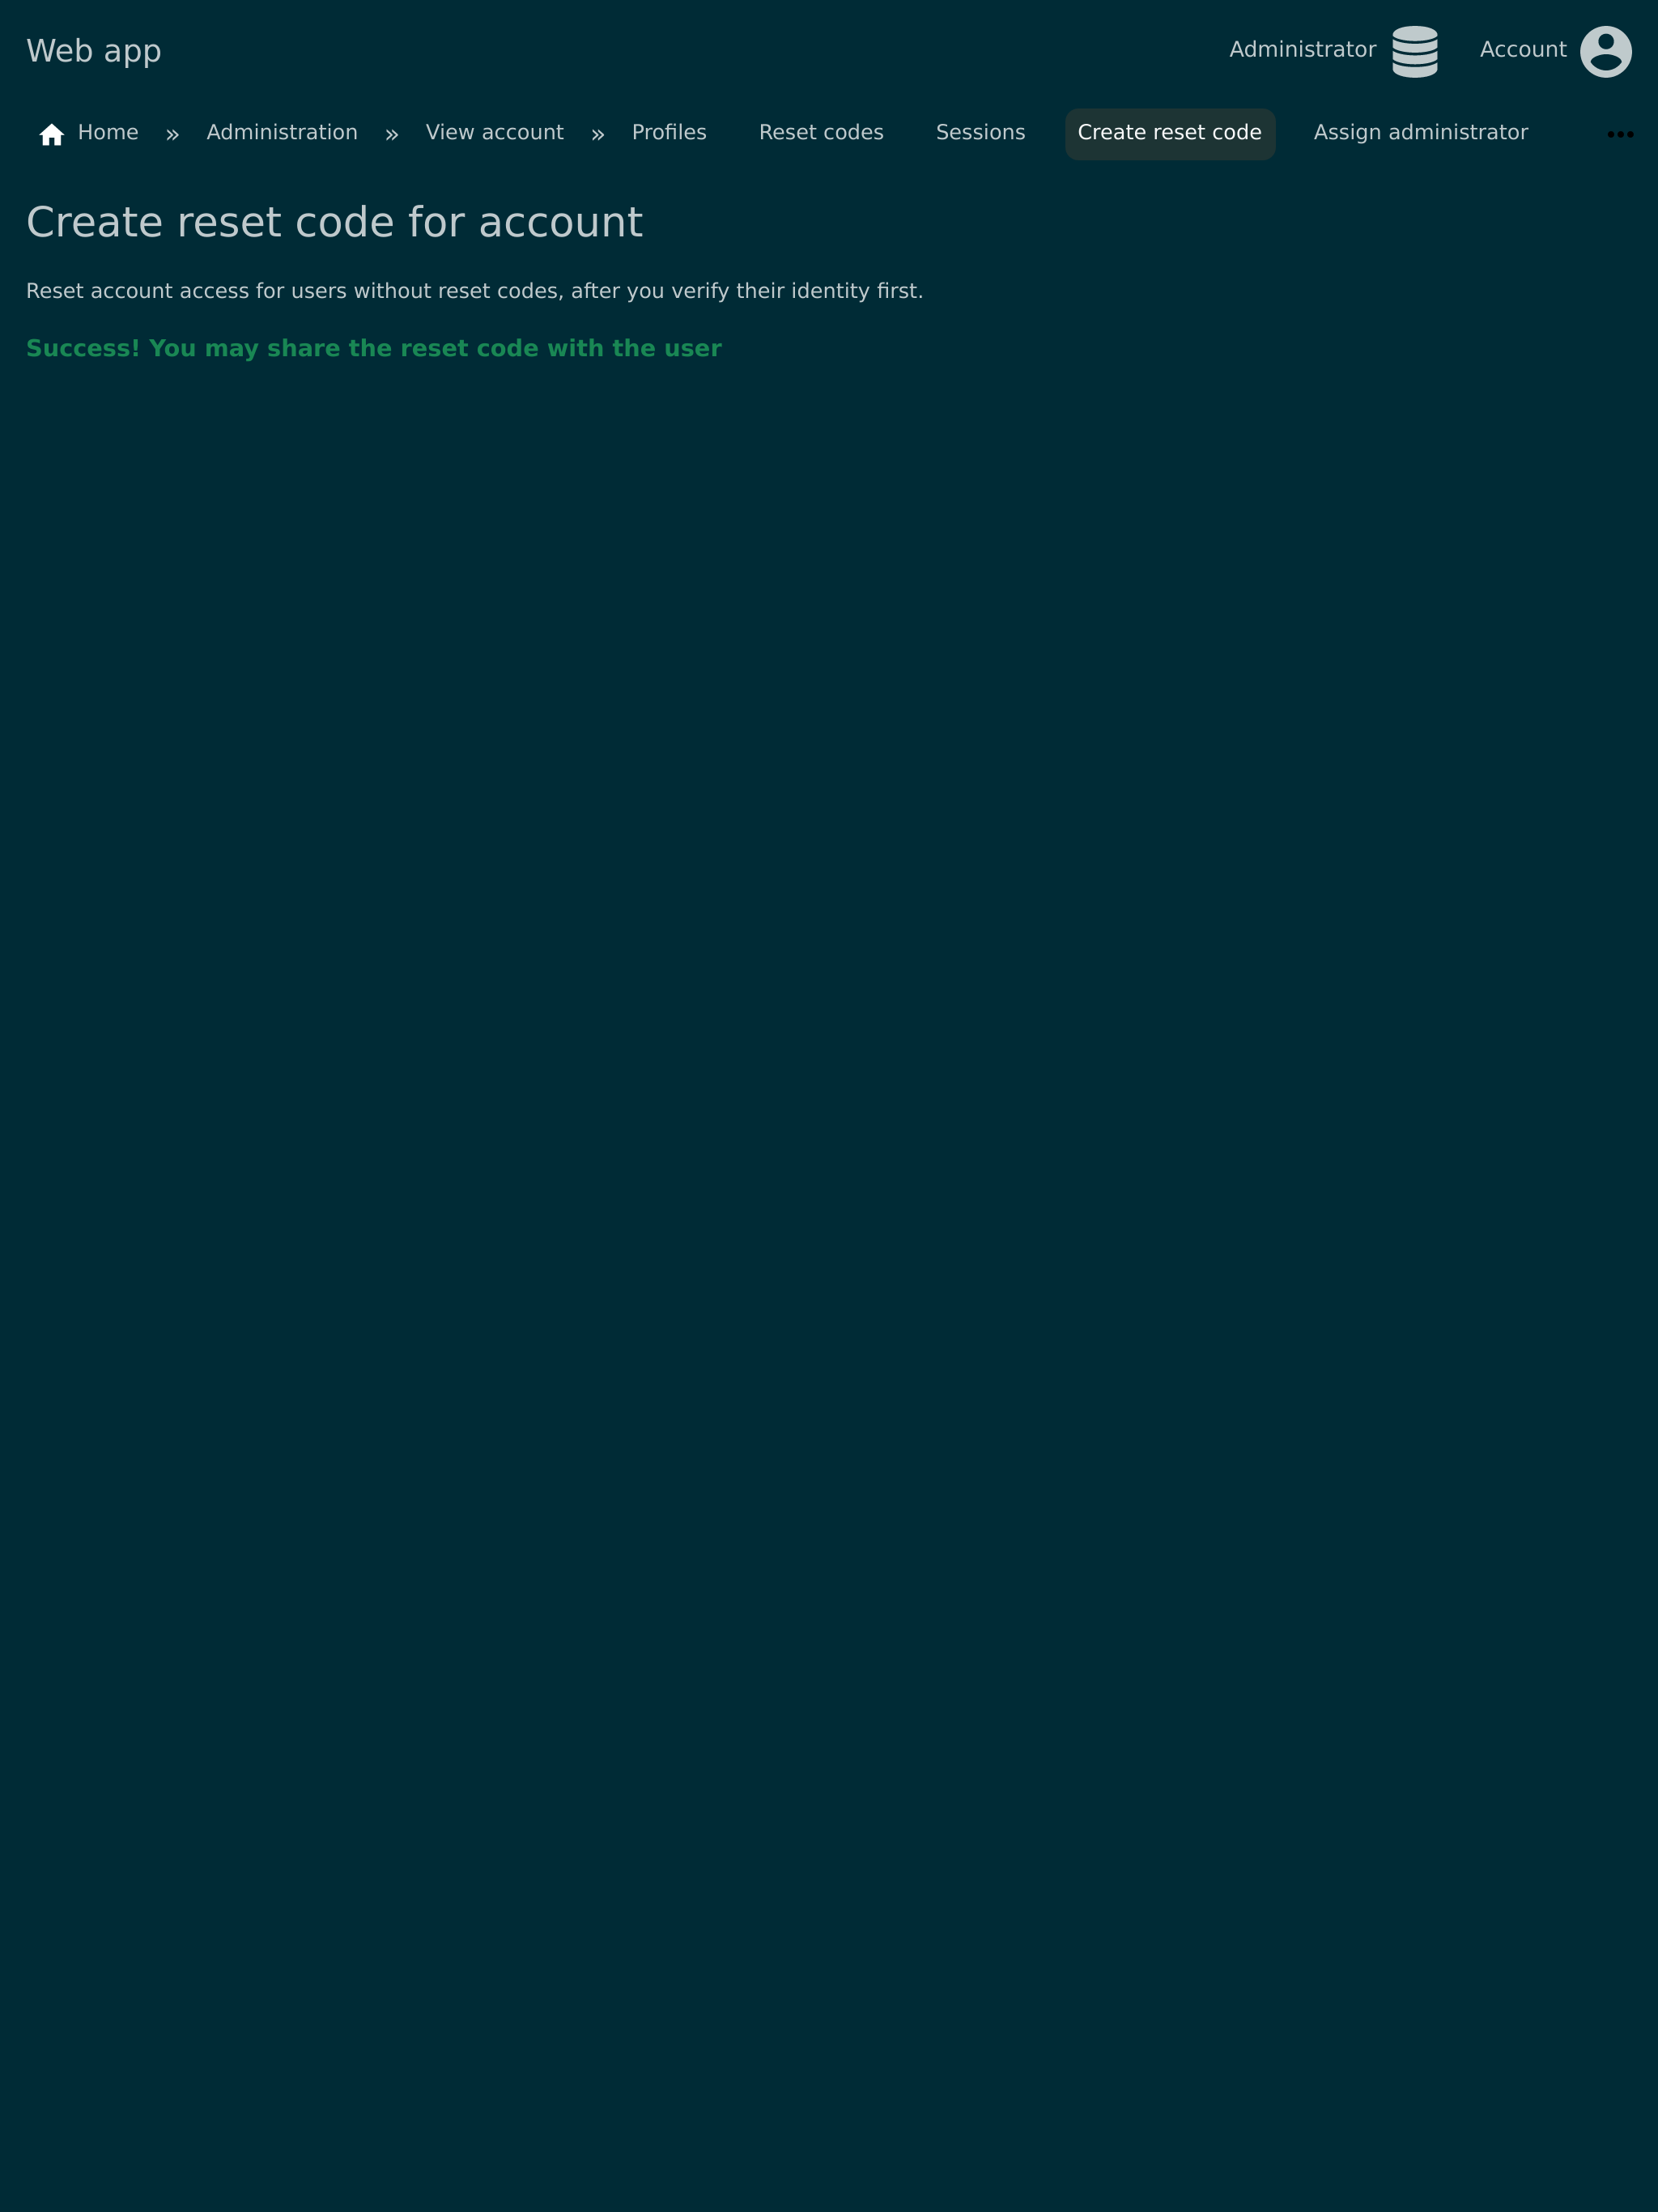 Web app
Administrator Account
Home » Administration » View account » Profiles Reset codes Sessions Create reset code Assign administrator •••
Create reset code for account
Reset account access for users without reset codes, after you verify their identity first.
Success! You may share the reset code with the user